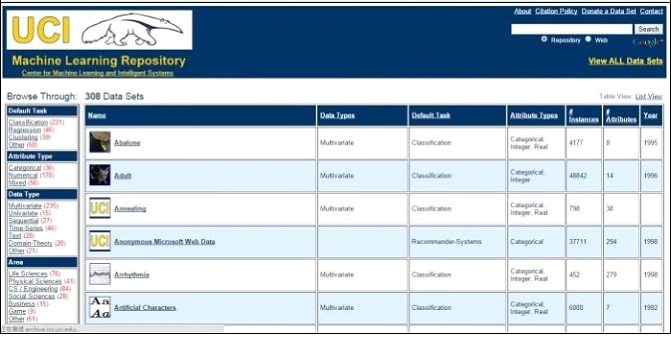 About Citation Policy Donate a Data Set Contact
UCI
Search
Repository Web
Google
Machine Learning Repository
Center for Machine Learning and Intelligent Systems
View ALL Data Sets
Browse Through: 308 Data Sets
Table View List View
Default Task
Classification (221)
Regression (46)
Clustering (39)
Other (50)
Attribute Type
Categorical (36)
Numerical (170)
Mixed (56)
Data Type
Multivariate (235)
Univariate (15)
Sequential (27)
Time-Series (46)
Text (28)
Domain-Theory (20)
Other (21)
Area
Life Sciences (76)
Physical Sciences (41)
CS / Engineering (84)
Social Sciences (20)
Business (15)
Game (9)
Other (61)
Name Data Types Default Task Attribute Types # Instances # Attributes Year
Abalone Multivariate Classification Categorical, Integer, Real 4177 8 1995
Adult Multivariate Classification Categorical, Integer 48842 14 1996
UCI Annealing Multivariate Classification Categorical, Integer, Real 798 38
UCI Anonymous Microsoft Web Data Recommender-Systems Categorical 37711 294 1998
Arrhythmia Multivariate Classification Categorical, Integer, Real 452 279 1998
Aa Aa Artificial Characters Multivariate Classification Categorical, Integer, Real 6000 7 1992
archive.ics.uci.edu